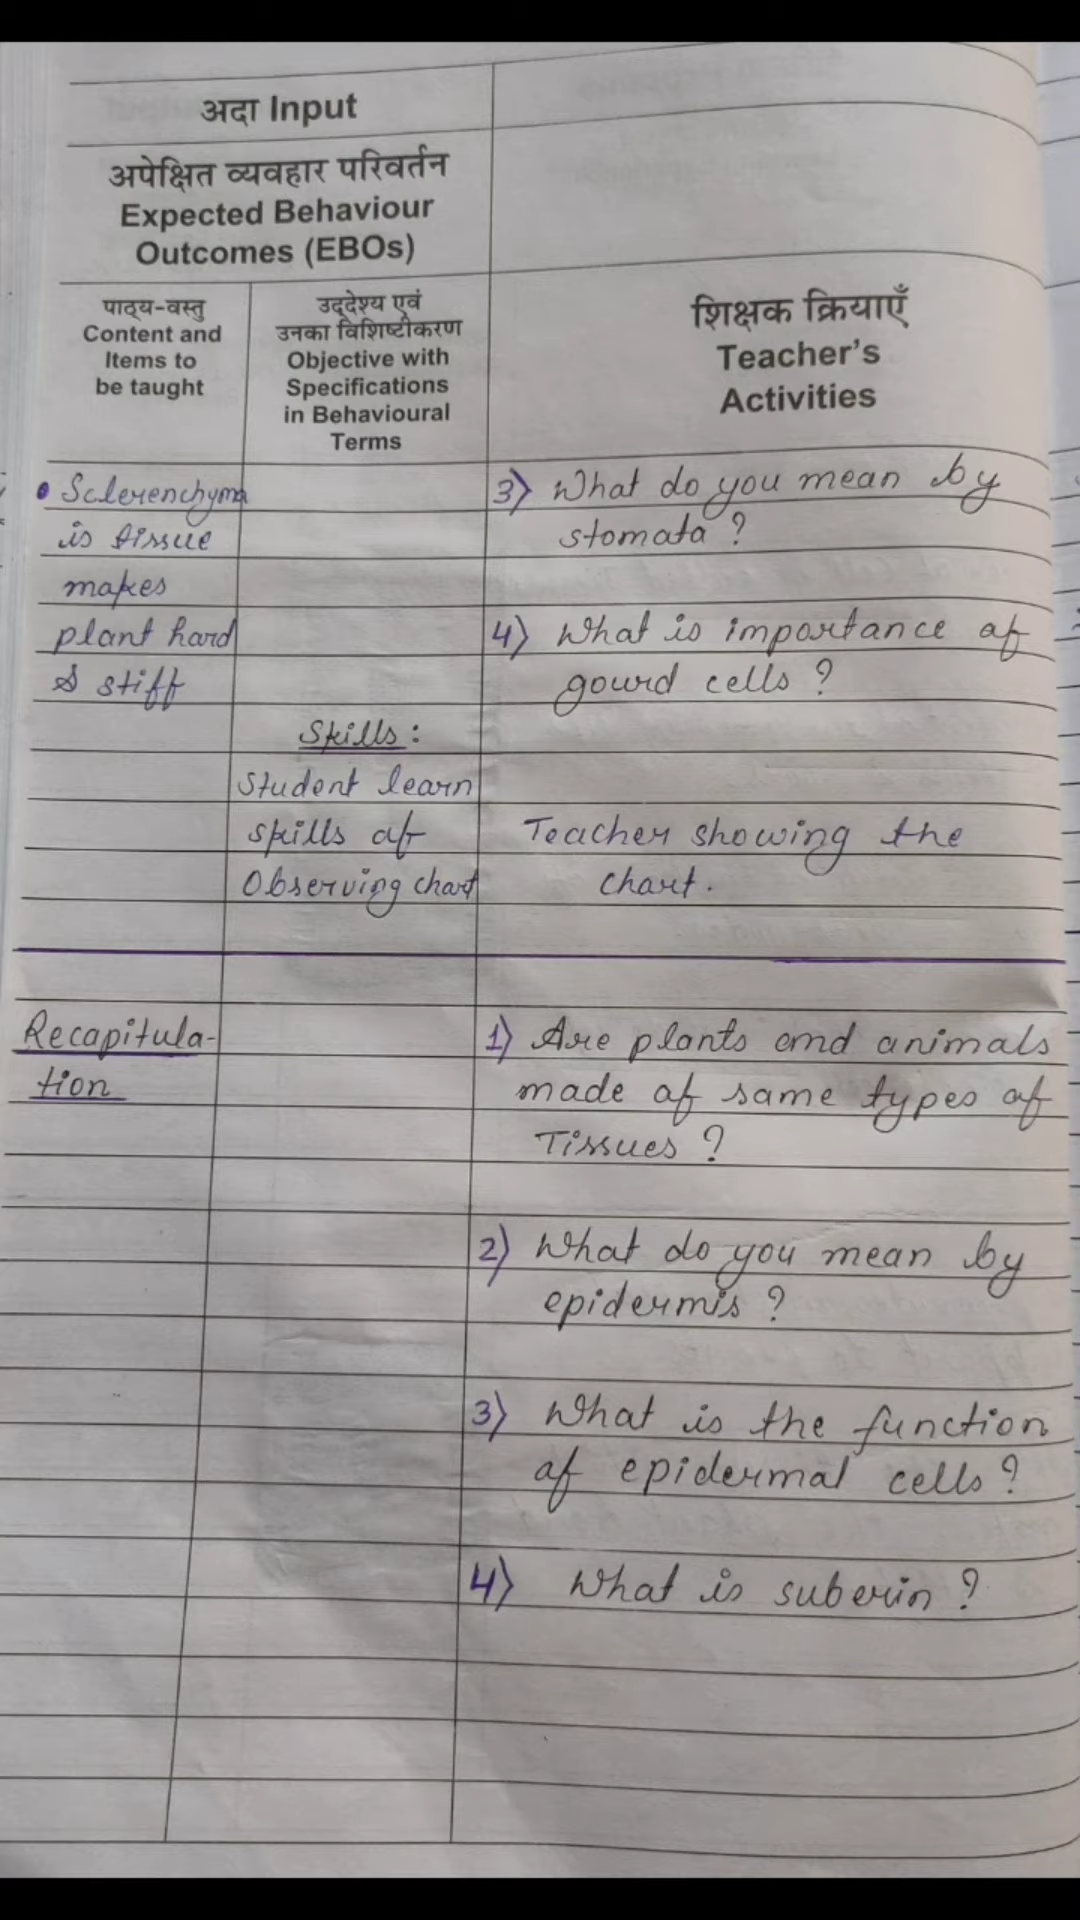 अदा Input
अपेक्षित व्यवहार परिवर्तन
Expected Behaviour
Outcomes (EBOs)
पाठ्य-वस्तु
Content and
Items to
be taught
उद्देश्य एवं
उनका विशिष्टीकरण
Objective with
Specifications
in Behavioural
Terms
शिक्षक क्रियाएँ
Teacher's
Activities
• Sclerenchyma
is tissue
makes
plant hard
& stiff
3) What do you mean by
stomata ?
4) What is importance of
gourd cells ?
Skills :
Student learn
skills of
Observing chart
Teacher showing the
chart.
Recapitula-
tion
1) Are plants and animals
made of same types of
Tissues ?
2) What do you mean by
epidermis ?
3) What is the function
of epidermal cells ?
4) What is suberin ?